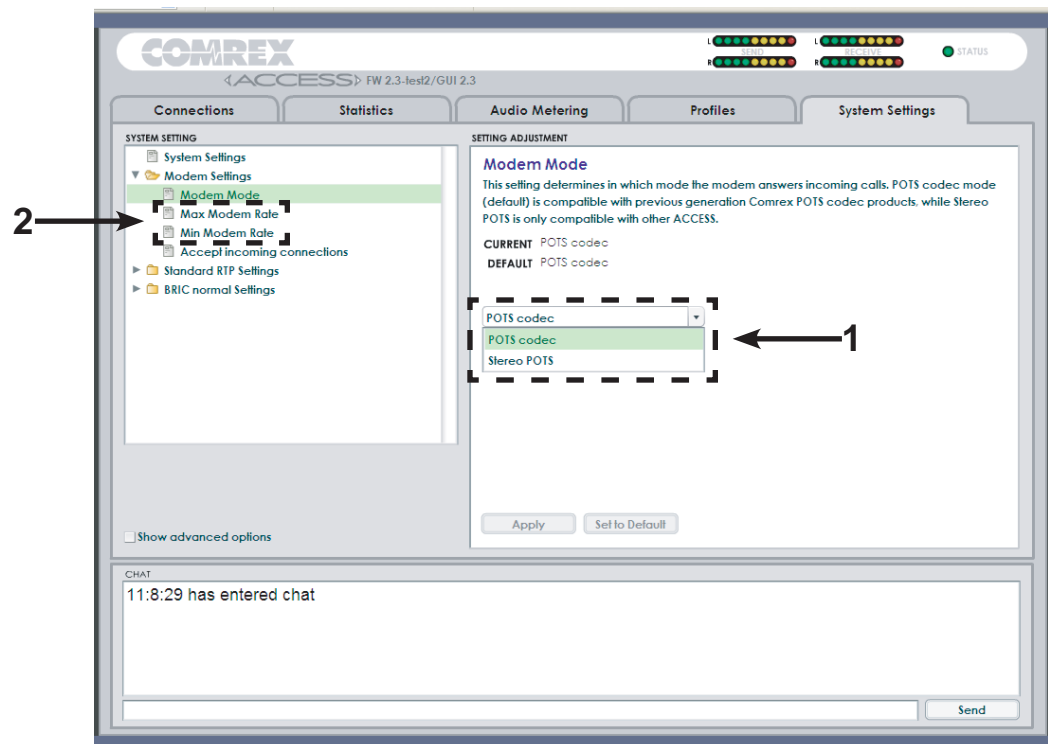 COMREX
ACCESS FW 2.3-test2/GUI 2.3
L SEND L RECEIVE STATUS
R R
Connections Statistics Audio Metering Profiles System Settings
SYSTEM SETTING
System Settings
Modem Settings
Modem Mode
Max Modem Rate
Min Modem Rate
Accept incoming connections
Standard RTP Settings
BRIC normal Settings
2
Show advanced options
SETTING ADJUSTMENT
Modem Mode
This setting determines in which mode the modem answers incoming calls. POTS codec mode
(default) is compatible with previous generation Comrex POTS codec products, while Stereo
POTS is only compatible with other ACCESS.
CURRENT POTS codec
DEFAULT POTS codec
POTS codec
POTS codec
Stereo POTS
1
Apply Set to Default
CHAT
11:8:29 has entered chat
Send